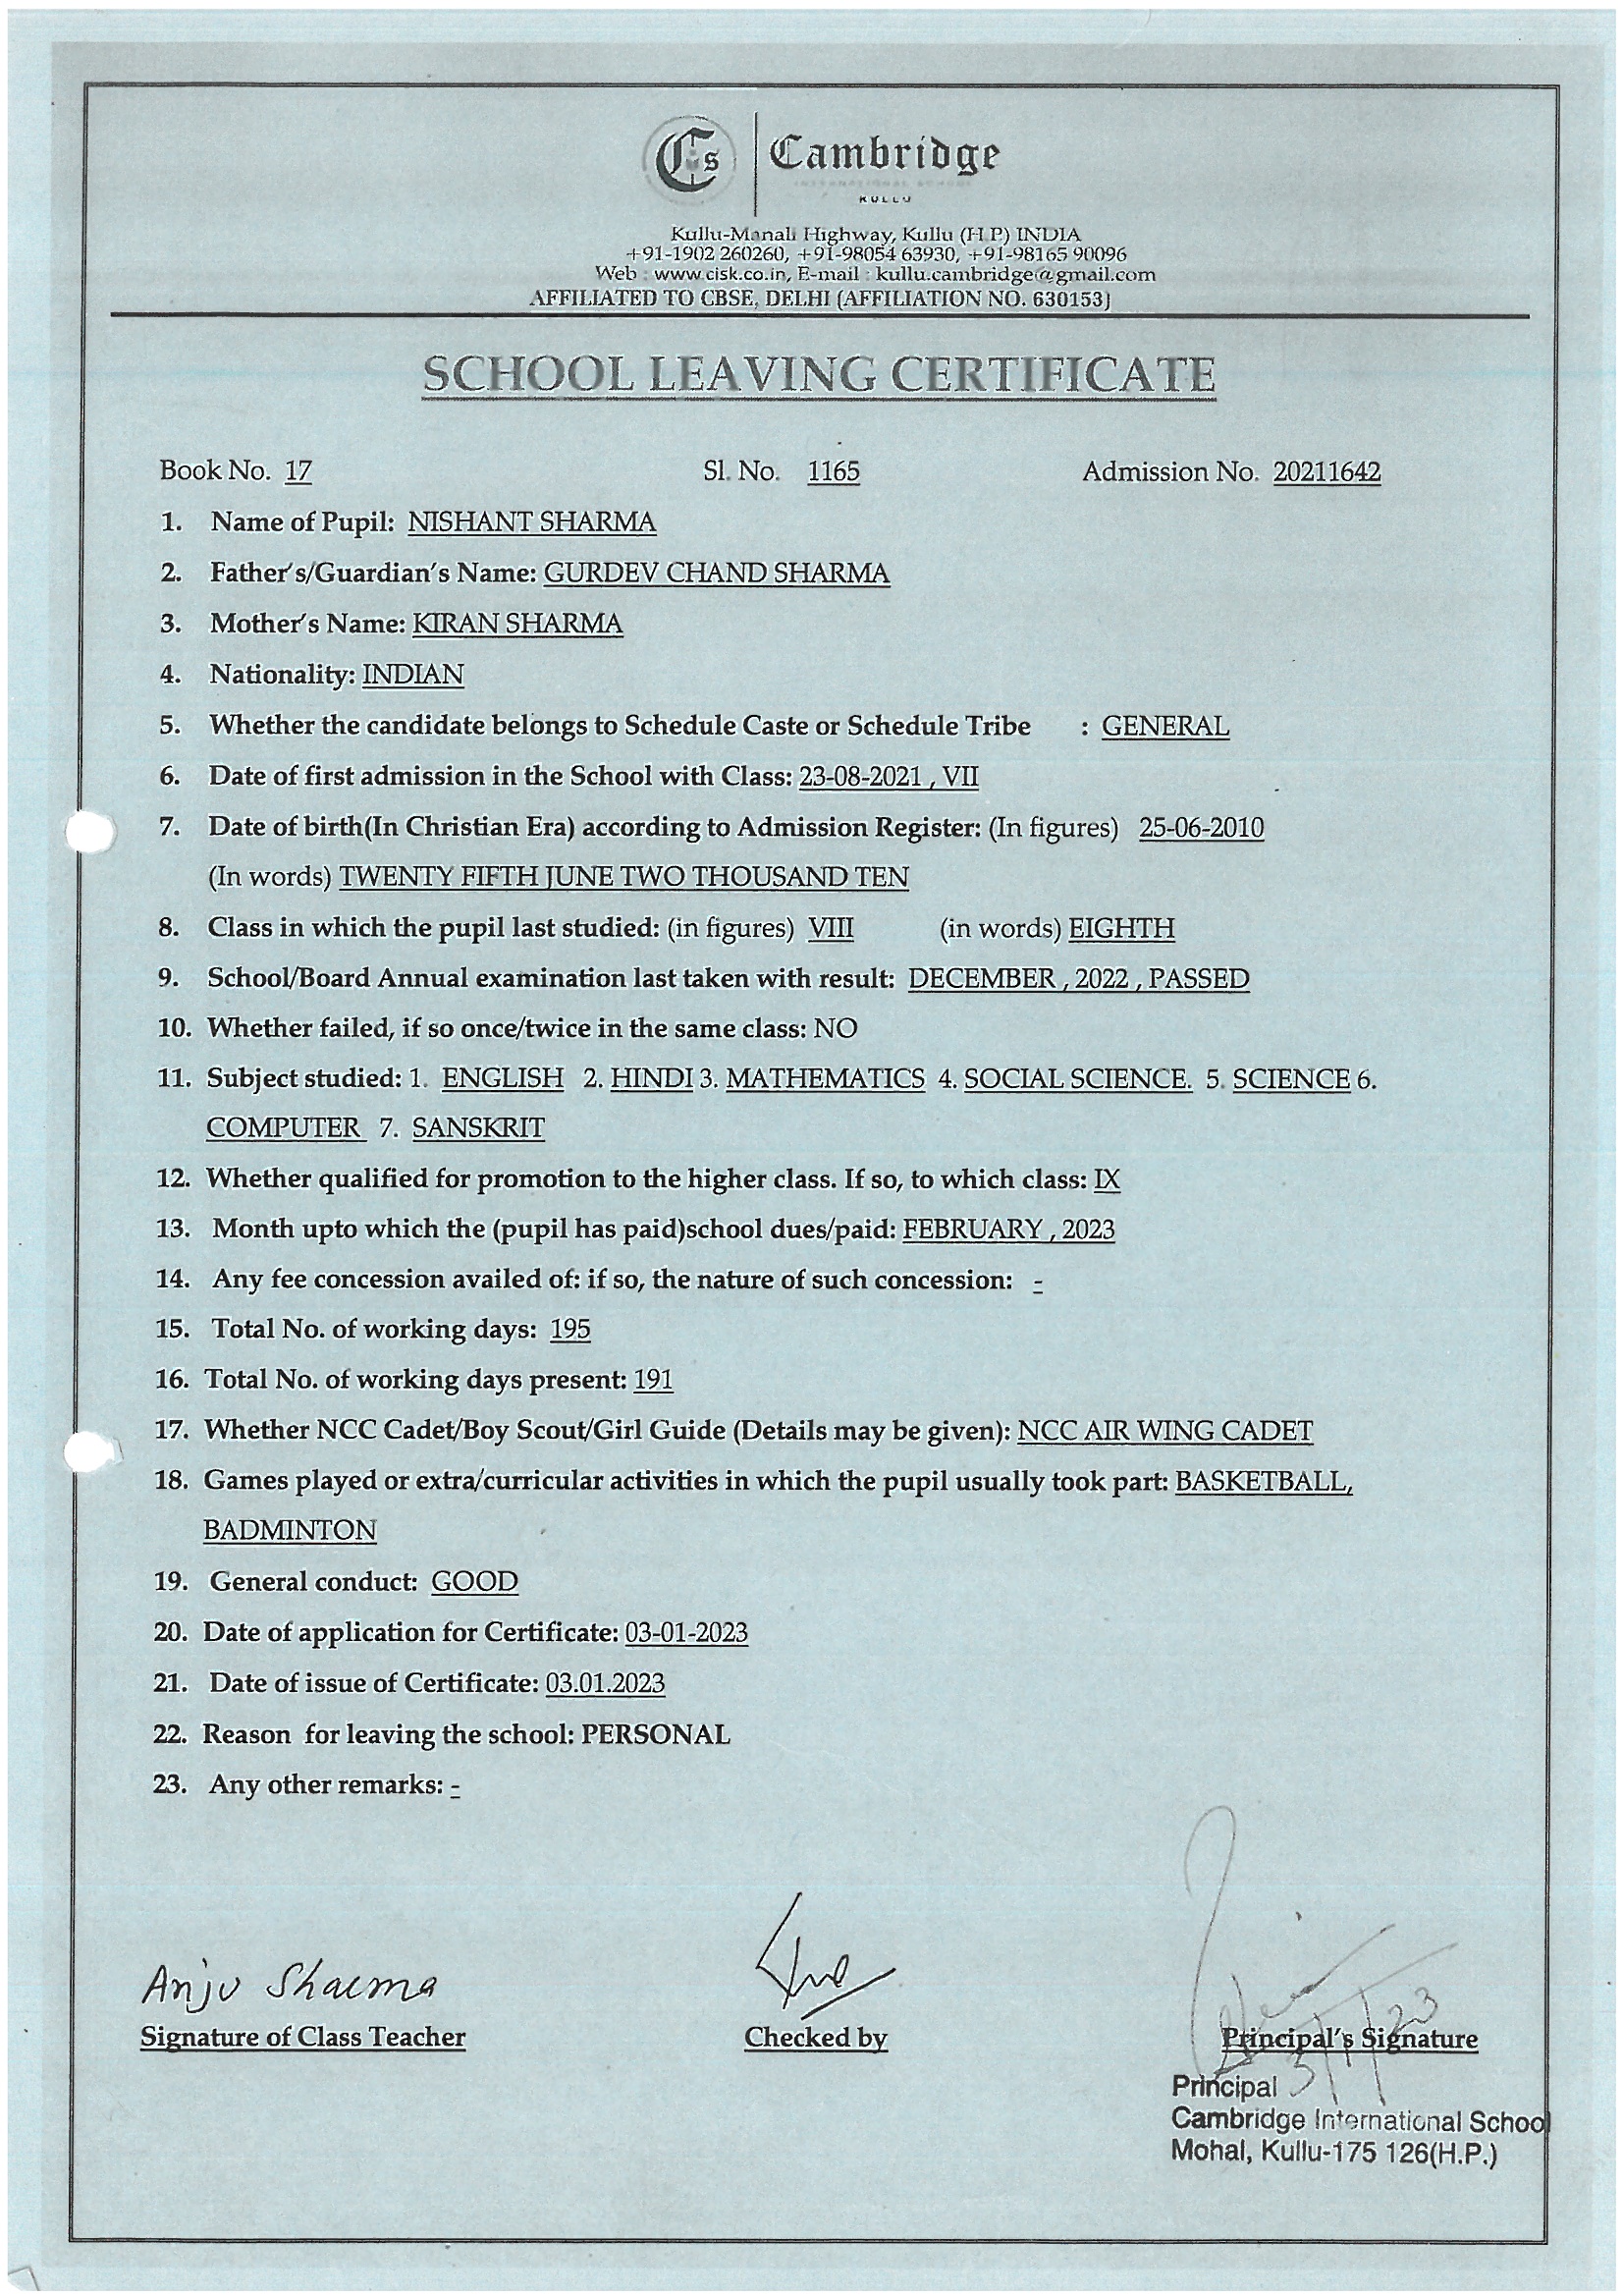 Cs
Cambridge
INTERNATIONAL SCHOOL
KULLU
Kullu-Manali Highway, Kullu (H.P) INDIA
+91-1902 260260, +91-98054 63930, +91-98165 90096
Web : www.cisk.co.in, E-mail : kullu.cambridge@gmail.com
AFFILIATED TO CBSE, DELHI (AFFILIATION NO. 630153)
SCHOOL LEAVING CERTIFICATE
Book No. 17 Sl. No. 1165 Admission No. 20211642
1. Name of Pupil: NISHANT SHARMA
2. Father's/Guardian's Name: GURDEV CHAND SHARMA
3. Mother's Name: KIRAN SHARMA
4. Nationality: INDIAN
5. Whether the candidate belongs to Schedule Caste or Schedule Tribe : GENERAL
6. Date of first admission in the School with Class: 23-08-2021 , VII
7. Date of birth(In Christian Era) according to Admission Register: (In figures) 25-06-2010
(In words) TWENTY FIFTH JUNE TWO THOUSAND TEN
8. Class in which the pupil last studied: (in figures) VIII (in words) EIGHTH
9. School/Board Annual examination last taken with result: DECEMBER , 2022 , PASSED
10. Whether failed, if so once/twice in the same class: NO
11. Subject studied: 1. ENGLISH 2. HINDI 3. MATHEMATICS 4. SOCIAL SCIENCE. 5. SCIENCE 6.
COMPUTER 7. SANSKRIT
12. Whether qualified for promotion to the higher class. If so, to which class: IX
13. Month upto which the (pupil has paid)school dues/paid: FEBRUARY , 2023
14. Any fee concession availed of: if so, the nature of such concession: -
15. Total No. of working days: 195
16. Total No. of working days present: 191
17. Whether NCC Cadet/Boy Scout/Girl Guide (Details may be given): NCC AIR WING CADET
18. Games played or extra/curricular activities in which the pupil usually took part: BASKETBALL,
BADMINTON
19. General conduct: GOOD
20. Date of application for Certificate: 03-01-2023
21. Date of issue of Certificate: 03.01.2023
22. Reason for leaving the school: PERSONAL
23. Any other remarks: -
Anju Sharma
Signature of Class Teacher Checked by Principal's Signature
3/1/23
Principal
Cambridge International School
Mohal, Kullu-175 126(H.P.)